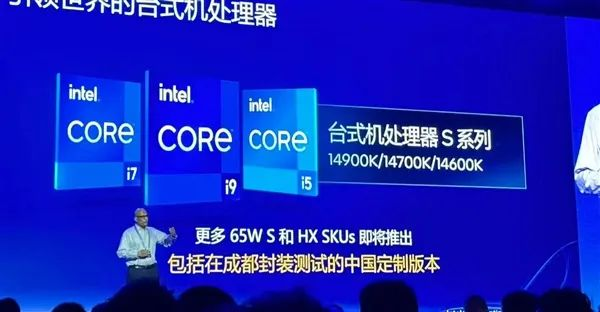 引领世界的台式机处理器
intel
CORE
i7
intel
CORE
i9
intel
CORE
i5
台式机处理器 S 系列
14900K/14700K/14600K
更多 65W S 和 HX SKUs 即将推出
包括在成都封装测试的中国定制版本